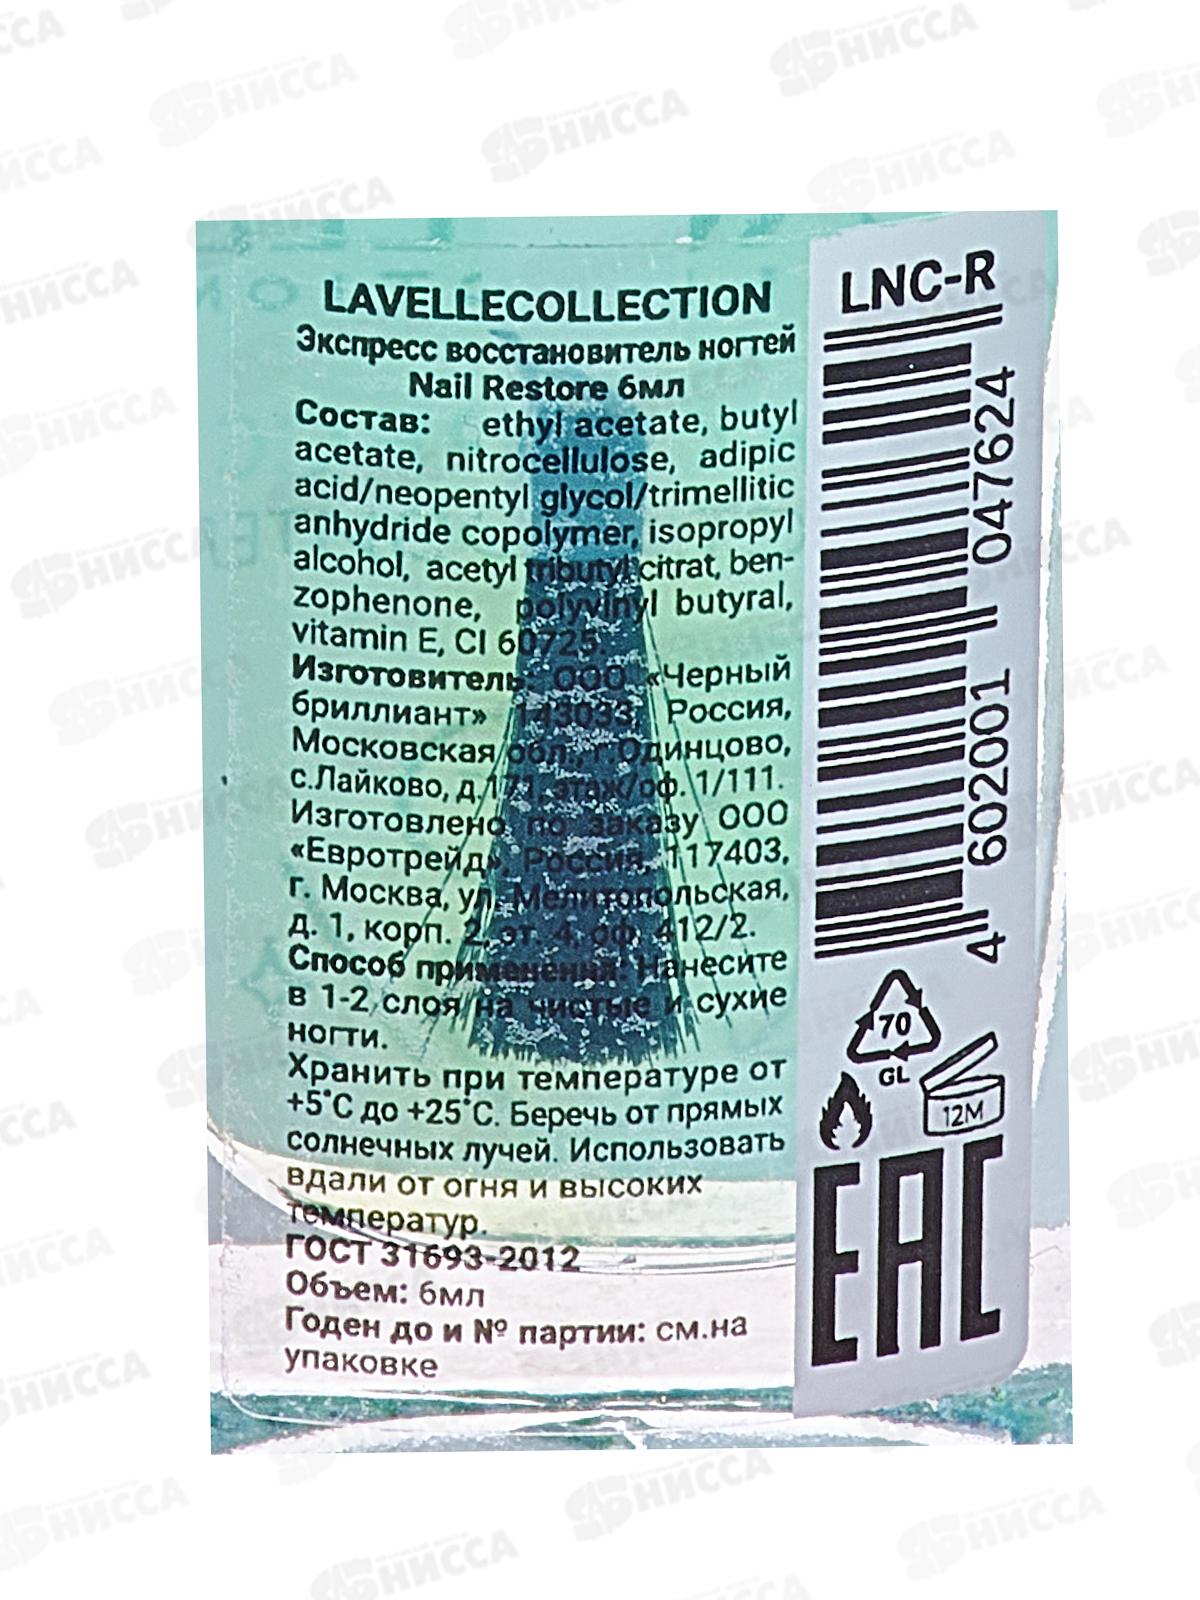 LAVELLECOLLECTION
Экспресс восстановитель ногтей
Nail Restore 6мл
Состав: ethyl acetate, butyl
acetate, nitrocellulose, adipic
acid/neopentyl glycol/trimellitic
anhydride copolymer, isopropyl
alcohol, acetyl tributyl citrat, ben-
zophenone, polyvinyl butyral,
vitamin E, CI 60725.
Изготовитель: ООО «Черный
бриллиант» 143033, Россия,
Московская обл., г.Одинцово,
с.Лайково, д.171, этаж/оф. 1/111.
Изготовлено по заказу ООО
«Евротрейд», Россия, 117403,
г. Москва, ул. Мелитопольская,
д. 1, корп. 2, эт. 4, оф. 412/2.
Способ применения: Нанесите
в 1-2 слоя на чистые и сухие
ногти.
Хранить при температуре от
+5°С до +25°С. Беречь от прямых
солнечных лучей. Использовать
вдали от огня и высоких
температур.
ГОСТ 31693-2012
Объем: 6мл
Годен до и № партии: см.на
упаковке
LNC-R
4 602001 047624
70
GL
12M
EAC
НИССА